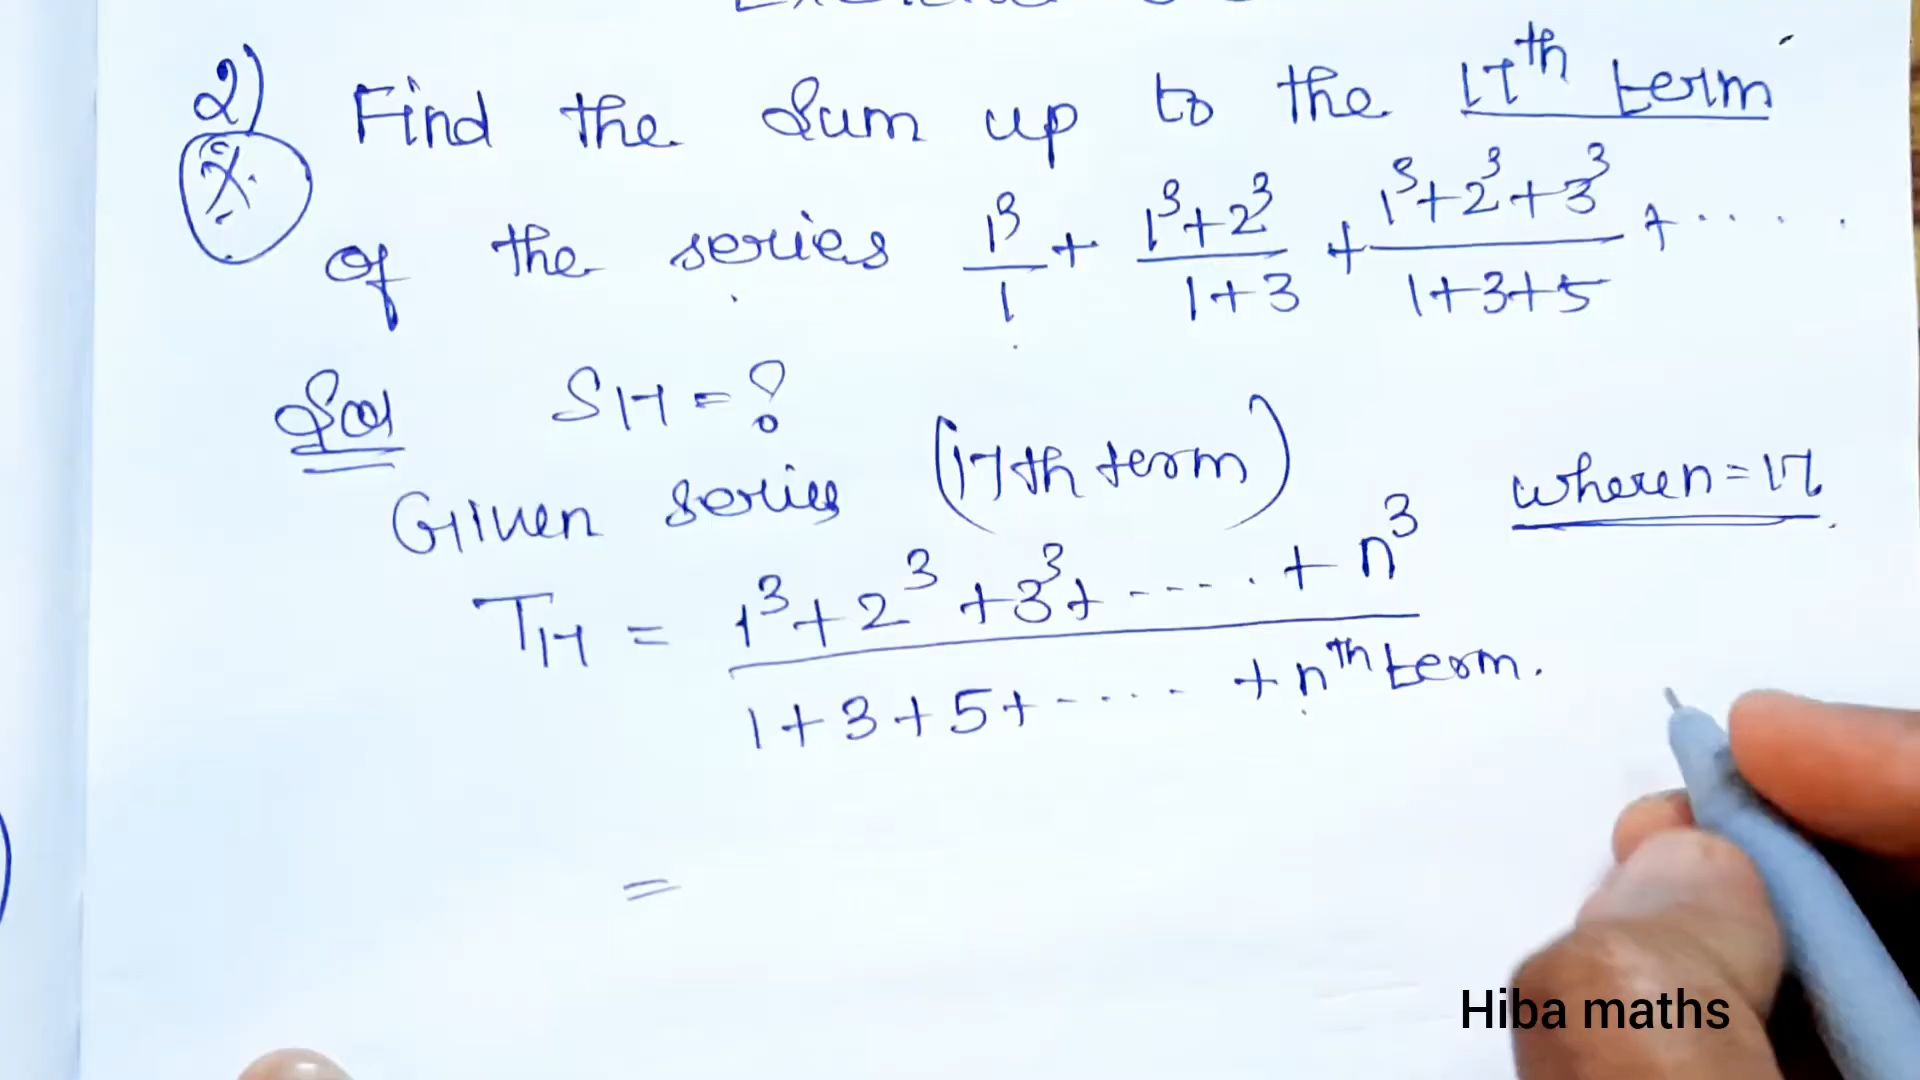 2) Find the Sum up to the 17th term
of the series 1³/1 + 1³+2³/1+3 + 1³+2³+3³/1+3+5 + .....
Sol S17 = ?
Given series (17th term) where n = 17.
T17 = 1³+2³+3³+ ..... + n³
1+3+5+ ..... + nth term.
=
Hiba maths